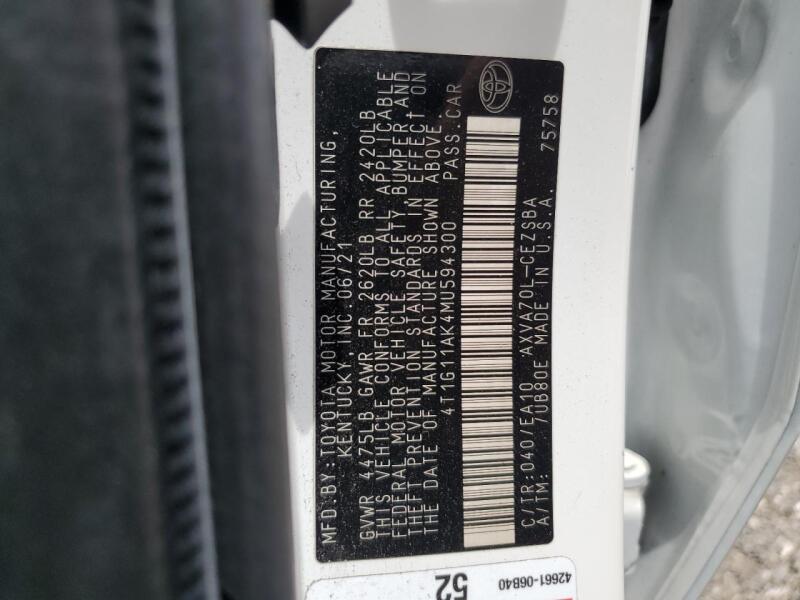 MFD.BY:TOYOTA MOTOR MANUFACTURING,
KENTUCKY, INC.06/21
GVWR 4475LB GAWR FR 2620LB RR 2420LB
THIS VEHICLE CONFORMS TO ALL APPLICABLE
FEDERAL MOTOR VEHICLE SAFETY, BUMPER AND
THEFT PREVENTION STANDARDS IN EFFECT ON
THE DATE OF MANUFACTURE SHOWN ABOVE.
4T1G11AK4MU594300 PASS.CAR
C/TR:040/EA10 AXVA70L-CEZSBA
A/TM: 7UB80E MADE IN U.S.A. 75758
42661-06B40
52